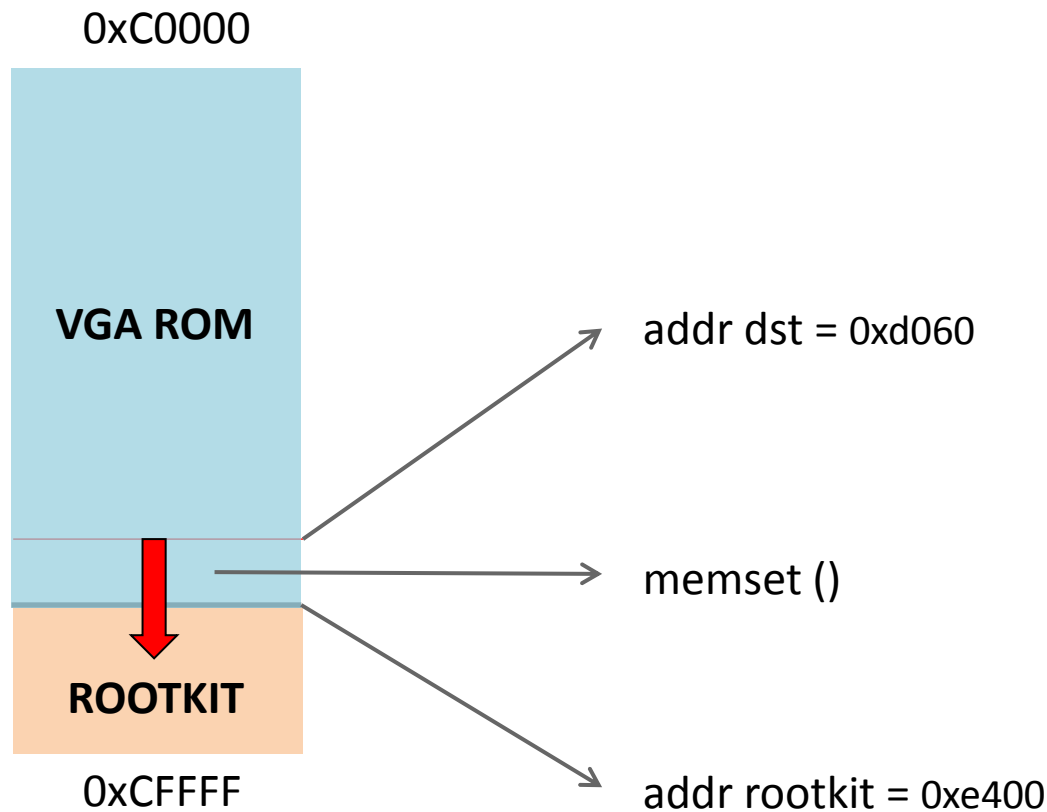 0xC0000
VGA ROM
addr dst = 0xd060
memset ()
ROOTKIT
0xCFFFF
addr rootkit = 0xe400